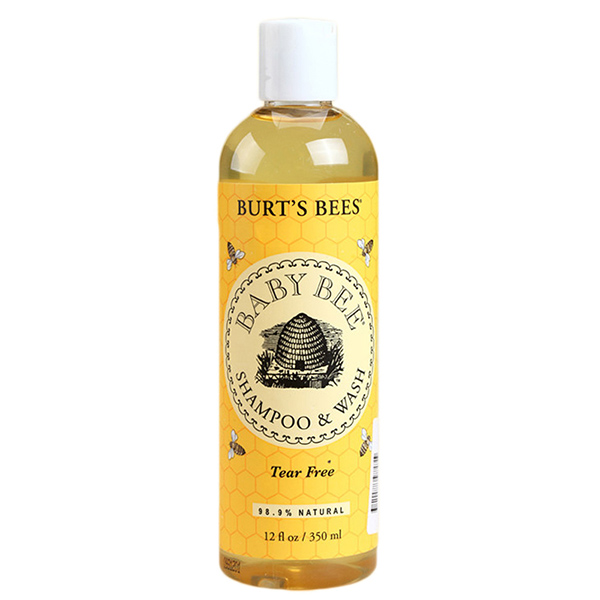 BURT'S BEES®
BABY BEE
SHAMPOO & WASH
Tear Free*
98.9% NATURAL
12 fl oz / 350 ml